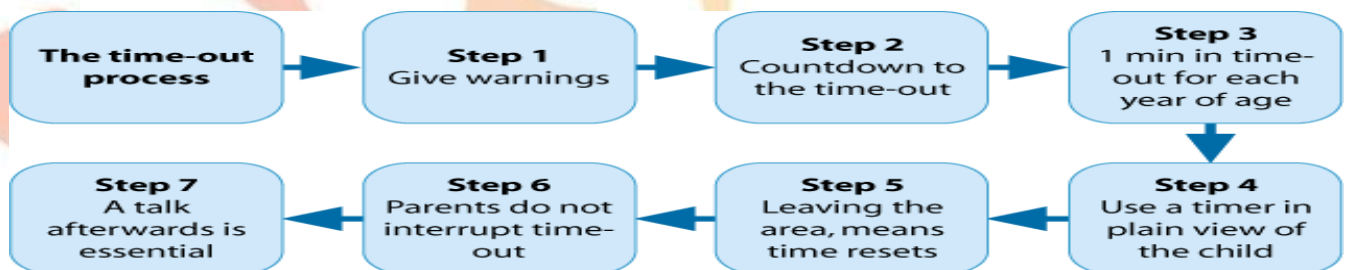 The time-out
process
Step 1
Give warnings
Step 2
Countdown to
the time-out
Step 3
1 min in time-
out for each
year of age
Step 4
Use a timer in
plain view of
the child
Step 5
Leaving the
area, means
time resets
Step 6
Parents do not
interrupt time-
out
Step 7
A talk
afterwards is
essential